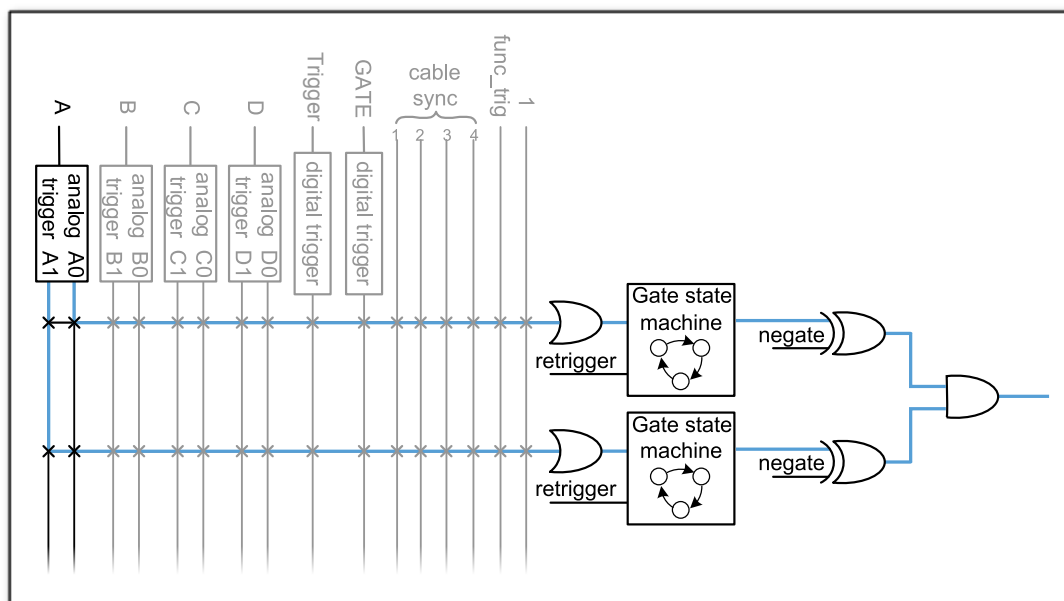 A
B
C
D
Trigger
GATE
cable
sync
1
2
3
4
func_trig
1
analog A0
trigger A1
analog B0
trigger B1
analog C0
trigger C1
analog D0
trigger D1
digital trigger
digital trigger
Gate state
machine
retrigger
negate
Gate state
machine
retrigger
negate